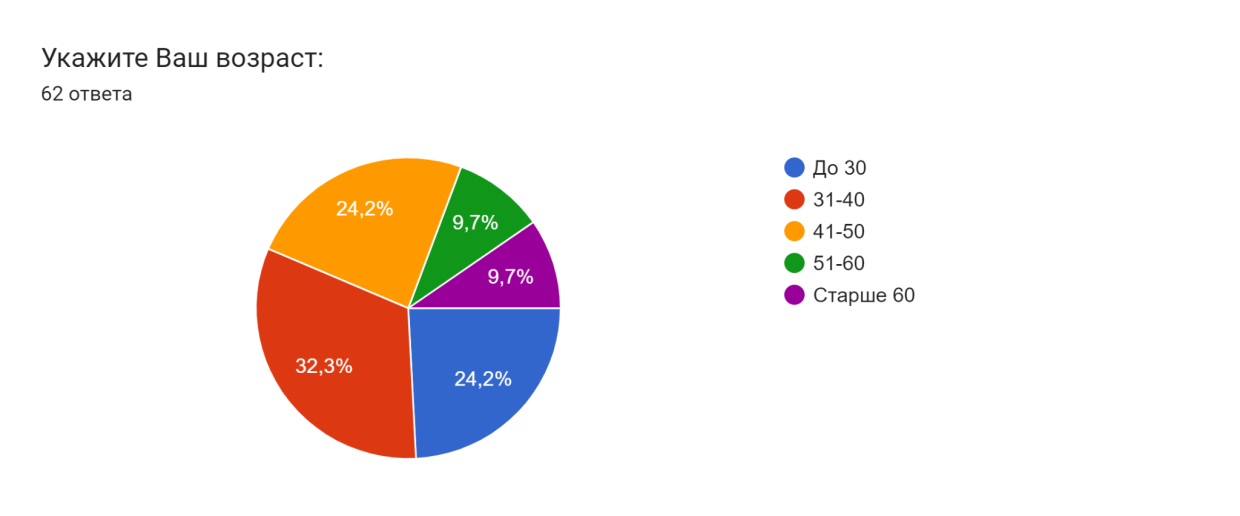 Укажите Ваш возраст:
62 ответа
24,2%
9,7%
9,7%
32,3%
24,2%
До 30
31-40
41-50
51-60
Старше 60